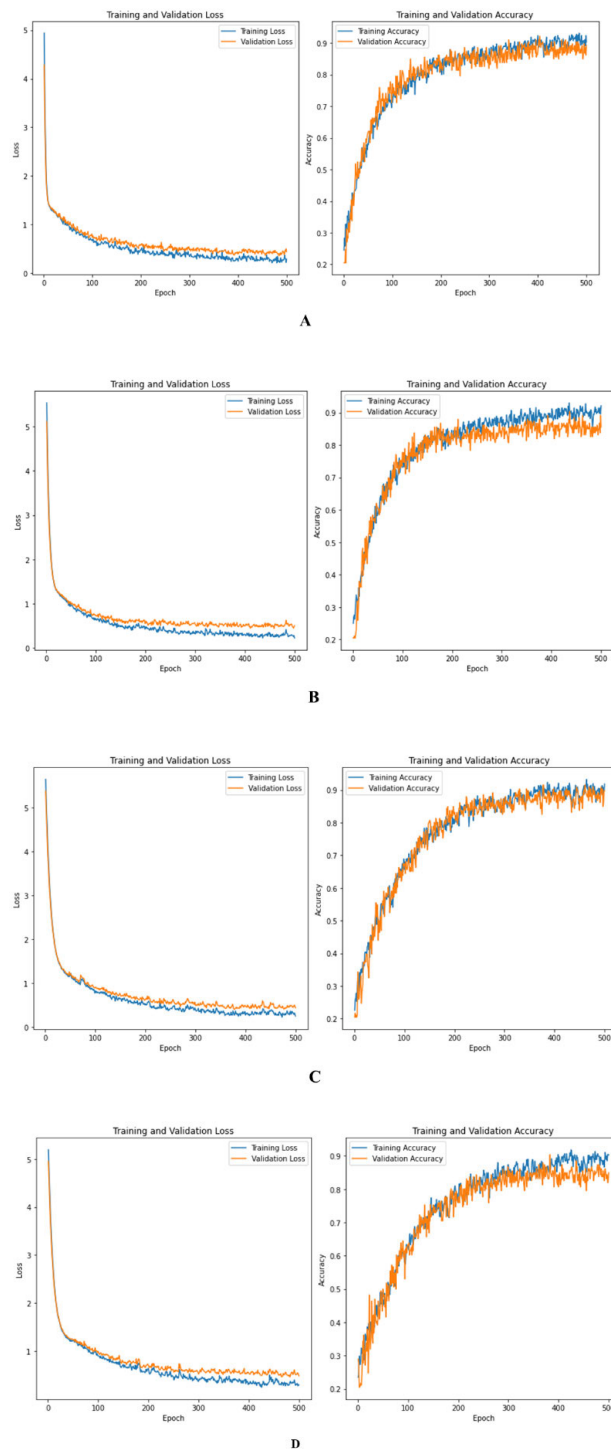 Training and Validation Loss
Training Loss
Validation Loss
5
4
3
2
1
0
Loss
0 100 200 300 400 500
Epoch
Training and Validation Accuracy
Training Accuracy
Validation Accuracy
0.9
0.8
0.7
0.6
0.5
0.4
0.3
0.2
Accuracy
0 100 200 300 400 500
Epoch
A
Training and Validation Loss
Training Loss
Validation Loss
5
4
3
2
1
0
Loss
0 100 200 300 400 500
Epoch
Training and Validation Accuracy
Training Accuracy
Validation Accuracy
0.9
0.8
0.7
0.6
0.5
0.4
0.3
0.2
Accuracy
0 100 200 300 400 500
Epoch
B
Training and Validation Loss
Training Loss
Validation Loss
5
4
3
2
1
0
Loss
0 100 200 300 400 500
Epoch
Training and Validation Accuracy
Training Accuracy
Validation Accuracy
0.9
0.8
0.7
0.6
0.5
0.4
0.3
0.2
Accuracy
0 100 200 300 400 500
Epoch
C
Training and Validation Loss
Training Loss
Validation Loss
5
4
3
2
1
Loss
0 100 200 300 400 500
Epoch
Training and Validation Accuracy
Training Accuracy
Validation Accuracy
0.9
0.8
0.7
0.6
0.5
0.4
0.3
0.2
Accuracy
0 100 200 300 400
Epoch
D